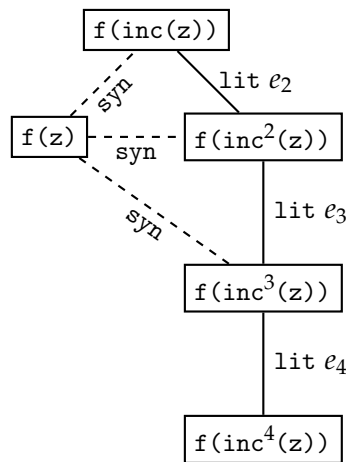 f(inc(z))
syn
lit e₂
f(z)
syn
f(inc²(z))
syn
lit e₃
f(inc³(z))
lit e₄
f(inc⁴(z))